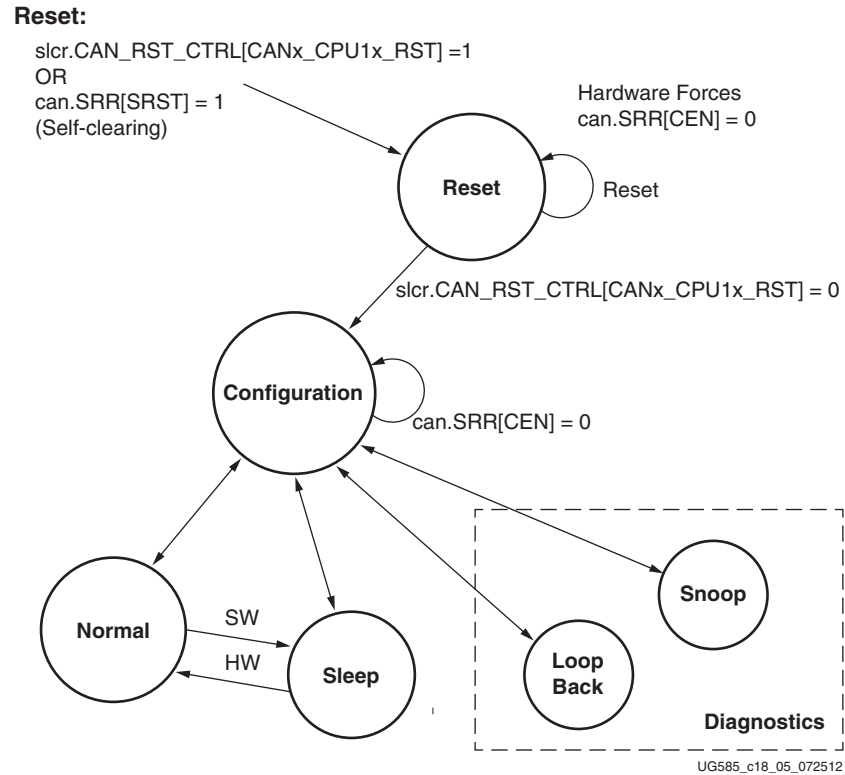 Reset:
slcr.CAN_RST_CTRL[CANx_CPU1x_RST] =1
OR
can.SRR[SRST] = 1
(Self-clearing)
Hardware Forces
can.SRR[CEN] = 0
Reset
Reset
slcr.CAN_RST_CTRL[CANx_CPU1x_RST] = 0
Configuration
can.SRR[CEN] = 0
Normal
SW
HW
Sleep
Snoop
Loop
Back
Diagnostics
UG585_c18_05_072512